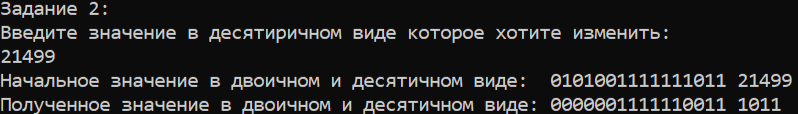 Задание 2:
Введите значение в десятиричном виде которое хотите изменить:
21499
Начальное значение в двоичном и десятичном виде:  0101001111111011 21499
Полученное значение в двоичном и десятичном виде: 0000001111110011 1011